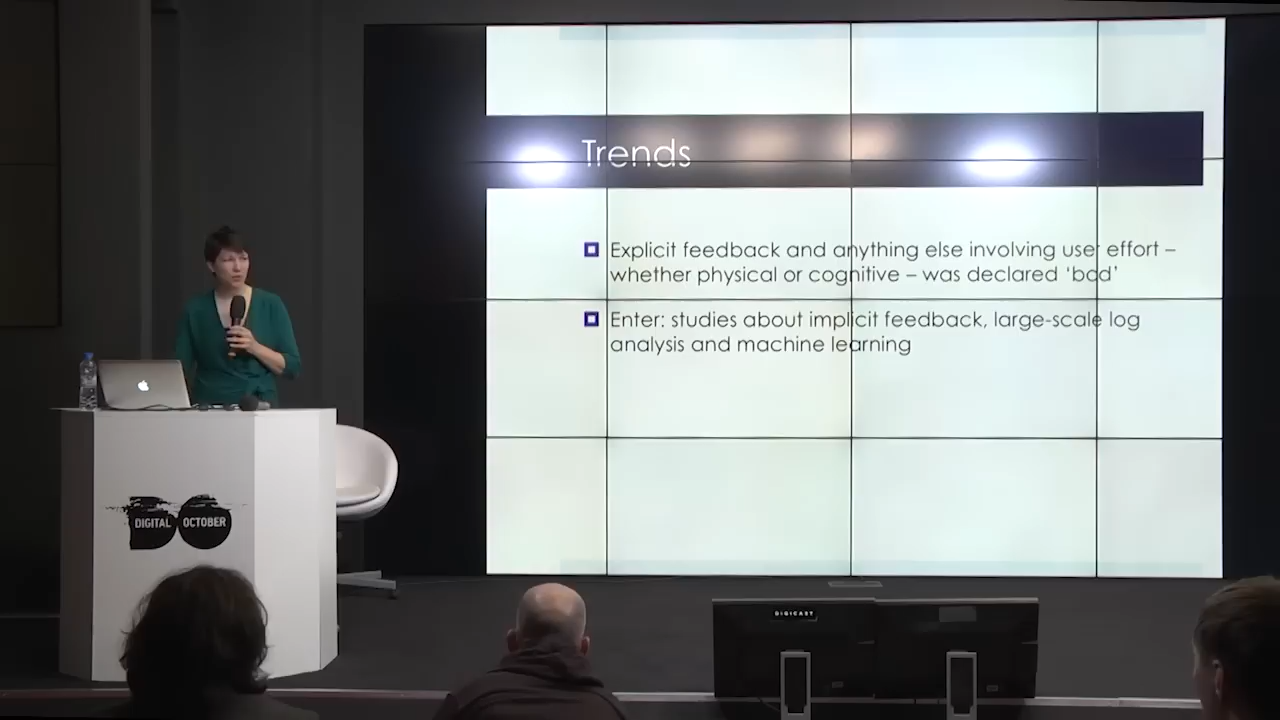 Trends
Explicit feedback and anything else involving user effort –
whether physical or cognitive – was declared ‘bad’
Enter: studies about implicit feedback, large-scale log
analysis and machine learning
DIGITAL OCTOBER
DIGICAST